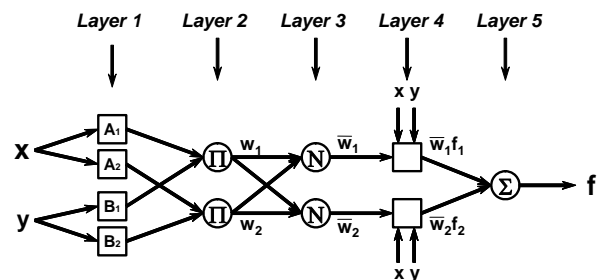 Layer 1 Layer 2 Layer 3 Layer 4 Layer 5
x y
A₁
x
A₂
Π w₁ N w̅₁ w̅₁f₁
Σ f
B₁
y
B₂
Π w₂ N w̅₂ w̅₂f₂
x y